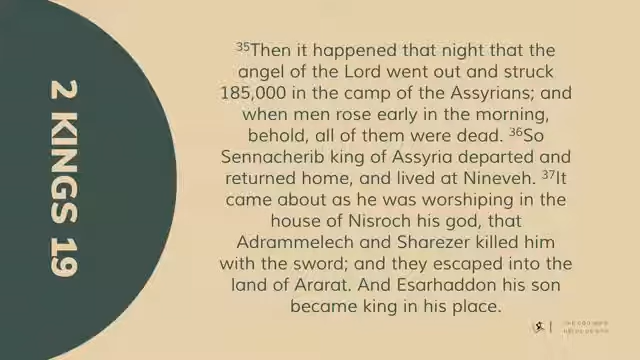 2 KINGS 19
³⁵Then it happened that night that the
angel of the Lord went out and struck
185,000 in the camp of the Assyrians; and
when men rose early in the morning,
behold, all of them were dead. ³⁶So
Sennacherib king of Assyria departed and
returned home, and lived at Nineveh. ³⁷It
came about as he was worshiping in the
house of Nisroch his god, that
Adrammelech and Sharezer killed him
with the sword; and they escaped into the
land of Ararat. And Esarhaddon his son
became king in his place.